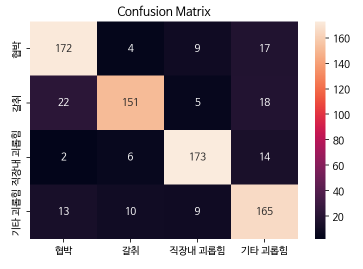 Confusion Matrix
협박
172 4 9 17
갈취
22 151 5 18
직장내 괴롭힘
2 6 173 14
기타 괴롭힘
13 10 9 165
협박 갈취 직장내 괴롭힘 기타 괴롭힘
160
140
120
100
80
60
40
20